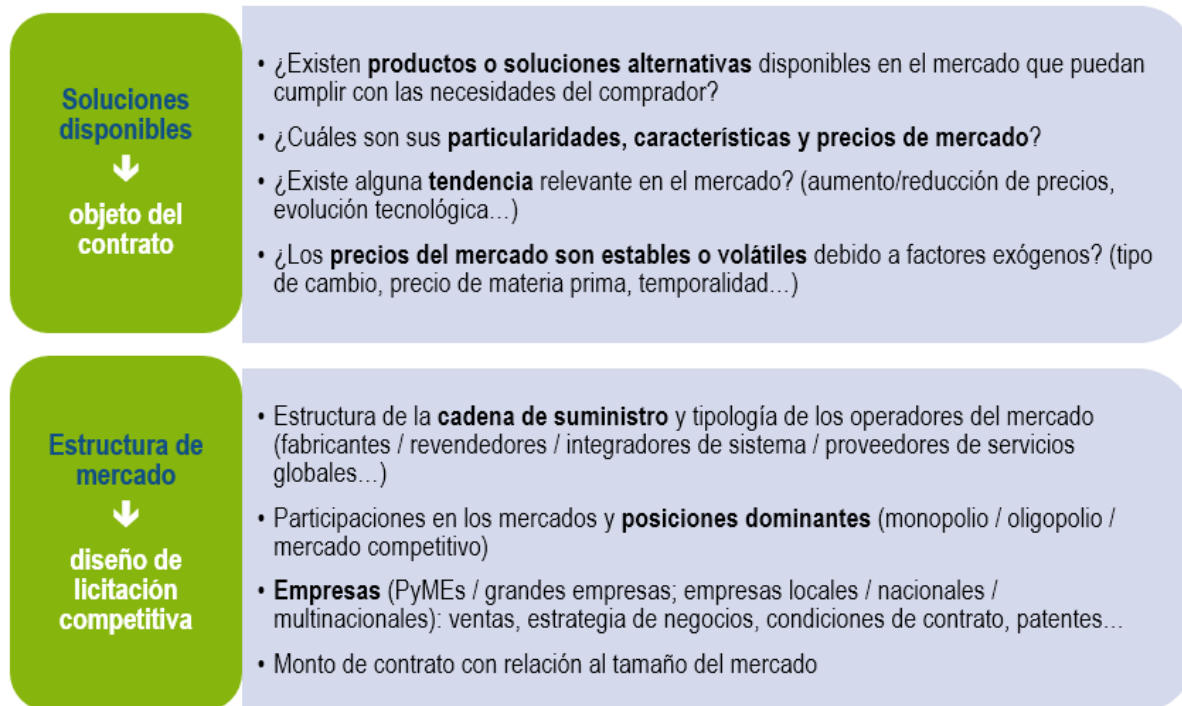 Soluciones
disponibles
↓
objeto del
contrato
• ¿Existen productos o soluciones alternativas disponibles en el mercado que puedan
cumplir con las necesidades del comprador?
• ¿Cuáles son sus particularidades, características y precios de mercado?
• ¿Existe alguna tendencia relevante en el mercado? (aumento/reducción de precios,
evolución tecnológica…)
• ¿Los precios del mercado son estables o volátiles debido a factores exógenos? (tipo
de cambio, precio de materia prima, temporalidad…)
Estructura de
mercado
↓
diseño de
licitación
competitiva
• Estructura de la cadena de suministro y tipología de los operadores del mercado
(fabricantes / revendedores / integradores de sistema / proveedores de servicios
globales…)
• Participaciones en los mercados y posiciones dominantes (monopolio / oligopolio /
mercado competitivo)
• Empresas (PyMEs / grandes empresas; empresas locales / nacionales /
multinacionales): ventas, estrategia de negocios, condiciones de contrato, patentes…
• Monto de contrato con relación al tamaño del mercado